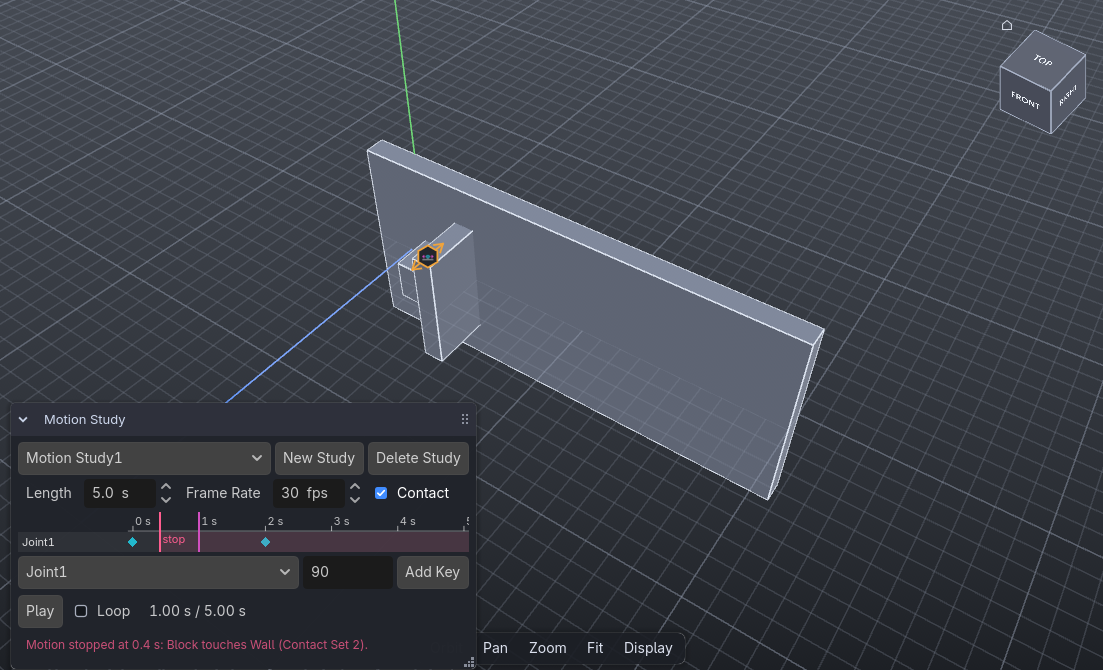 TOP
FRONT
RIGHT
Motion Study
Motion Study1
New Study
Delete Study
Length
5.0 s
Frame Rate
30 fps
Contact
0 s
1 s
2 s
3 s
4 s
5
Joint1
stop
Joint1
90
Add Key
Play
Loop
1.00 s / 5.00 s
Motion stopped at 0.4 s: Block touches Wall (Contact Set 2).
Pan
Zoom
Fit
Display